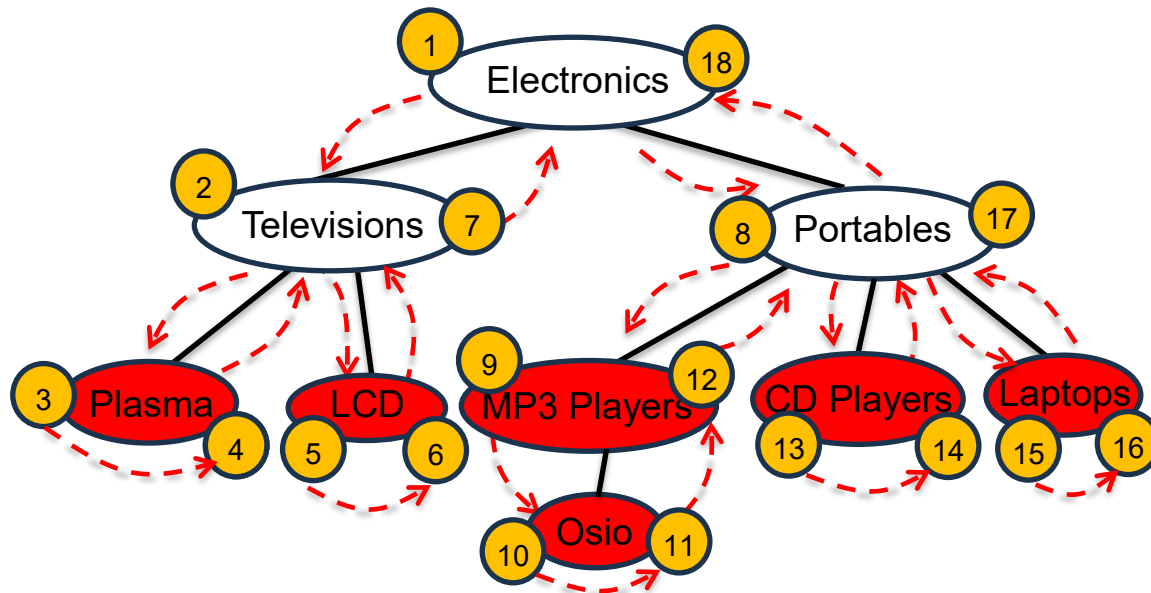 1
Electronics
18
2
Televisions
7
8
Portables
17
3
Plasma
4
LCD
5
6
9
MP3 Players
12
CD Players
13
14
Laptops
15
16
10
Osio
11